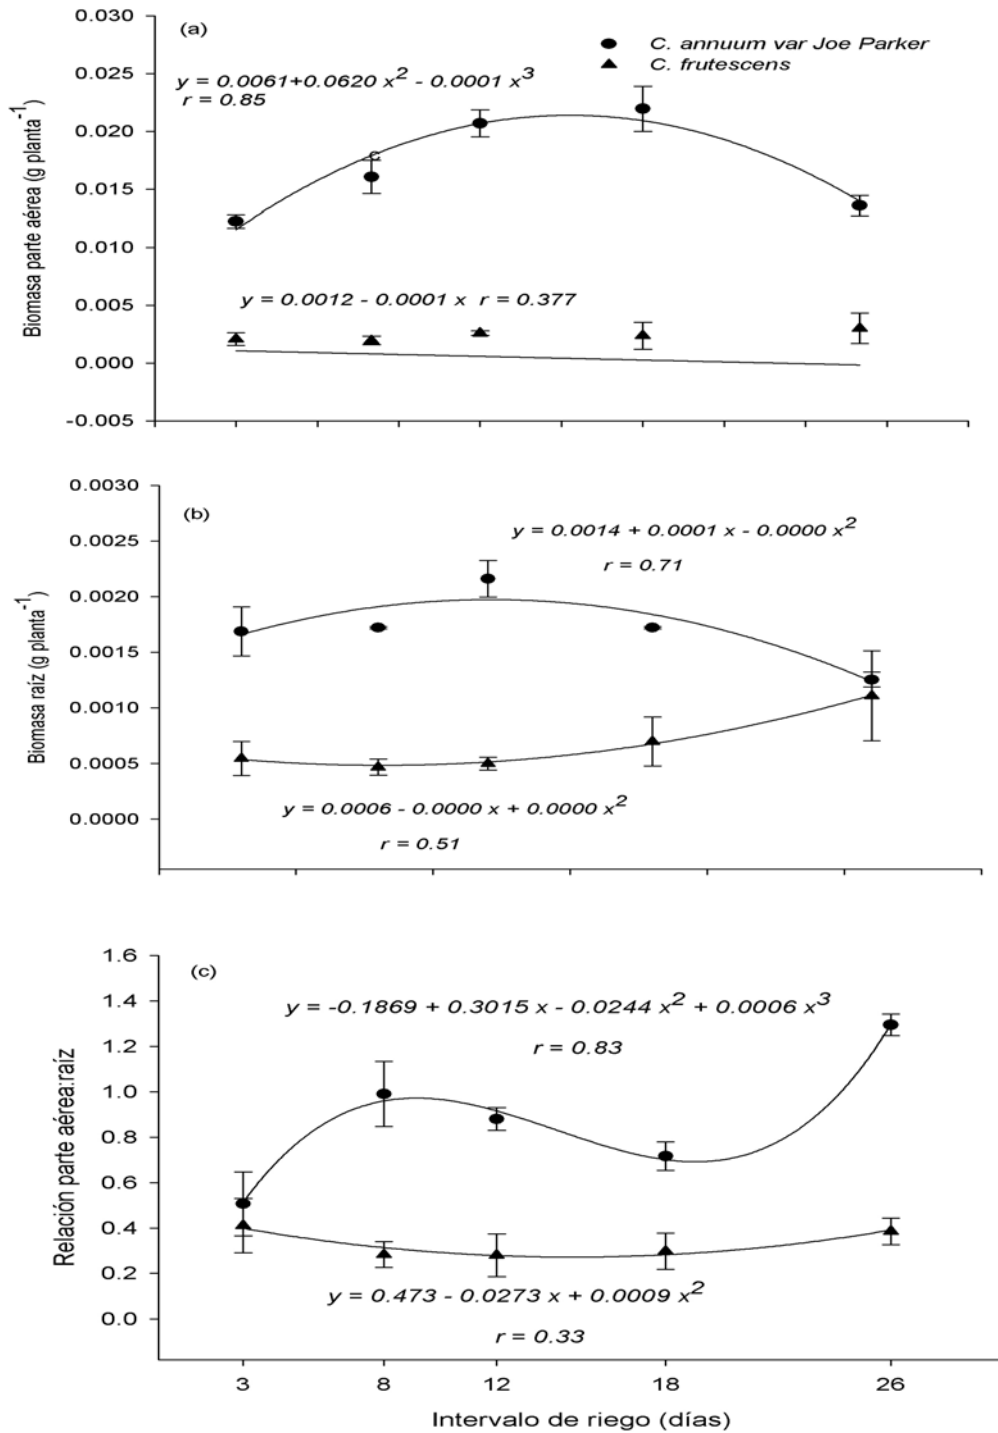 (a)
C. annuum var Joe Parker
C. frutescens
y = 0.0061+0.0620 x² - 0.0001 x³
r = 0.85
c
y = 0.0012 - 0.0001 x r = 0.377
0.030
0.025
0.020
0.015
0.010
0.005
0.000
-0.005
Biomasa parte aérea (g planta⁻¹)
(b)
y = 0.0014 + 0.0001 x - 0.0000 x²
r = 0.71
y = 0.0006 - 0.0000 x + 0.0000 x²
r = 0.51
0.0030
0.0025
0.0020
0.0015
0.0010
0.0005
0.0000
Biomasa raíz (g planta⁻¹)
(c)
y = -0.1869 + 0.3015 x - 0.0244 x² + 0.0006 x³
r = 0.83
y = 0.473 - 0.0273 x + 0.0009 x²
r = 0.33
1.6
1.4
1.2
1.0
0.8
0.6
0.4
0.2
0.0
Relación parte aérea:raíz
3 8 12 18 26
Intervalo de riego (días)